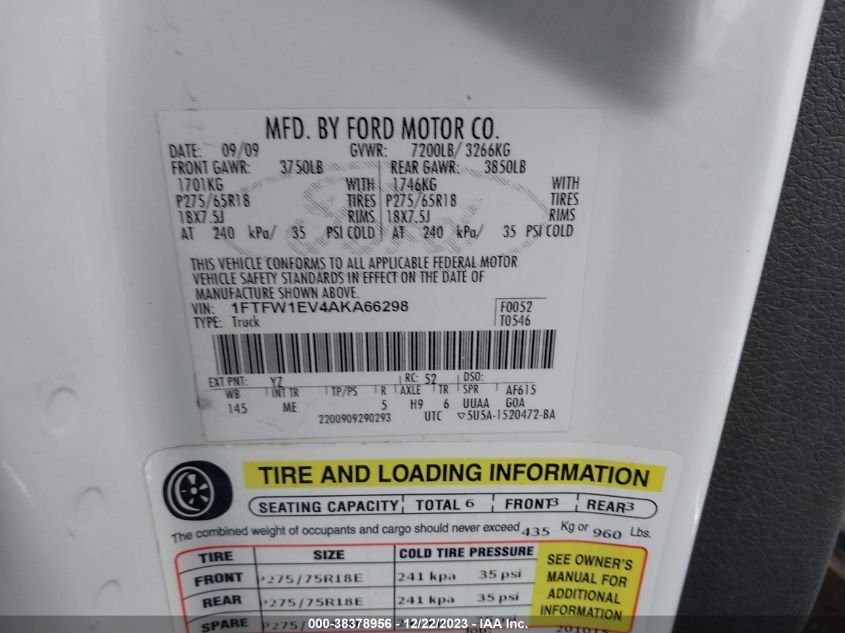 MFD. BY FORD MOTOR CO.
DATE: 09/09 GVWR: 7200LB/ 3266KG
FRONT GAWR: 3750LB REAR GAWR: 3850LB
1701KG WITH 1746KG WITH
P275/65R18 TIRES P275/65R18 TIRES
18X7.5J RIMS 18X7.5J RIMS
AT 240 kPa/ 35 PSI COLD AT 240 kPa/ 35 PSI COLD
THIS VEHICLE CONFORMS TO ALL APPLICABLE FEDERAL MOTOR
VEHICLE SAFETY STANDARDS IN EFFECT ON THE DATE OF
MANUFACTURE SHOWN ABOVE.
VIN: 1FTFW1EV4AKA66298 F0052
TYPE: Truck T0546
EXT PNT: YZ RC: 52 DSO:
WB INT TR TP/PS R AXLE TR SPR AF615
145 ME 5 H9 6 UUAA G0A
2200909290293 UTC ▽5U5A-1520472-BA
TIRE AND LOADING INFORMATION
SEATING CAPACITY TOTAL 6 FRONT 3 REAR 3
The combined weight of occupants and cargo should never exceed 435 Kg or 960 Lbs.
TIRE SIZE COLD TIRE PRESSURE
FRONT P275/75R18E 241 kpa 35 psi
REAR P275/75R18E 241 kpa 35 psi
SPARE
SEE OWNER'S
MANUAL FOR
ADDITIONAL
INFORMATION
000-38378956 - 12/22/2023 - IAA Inc.